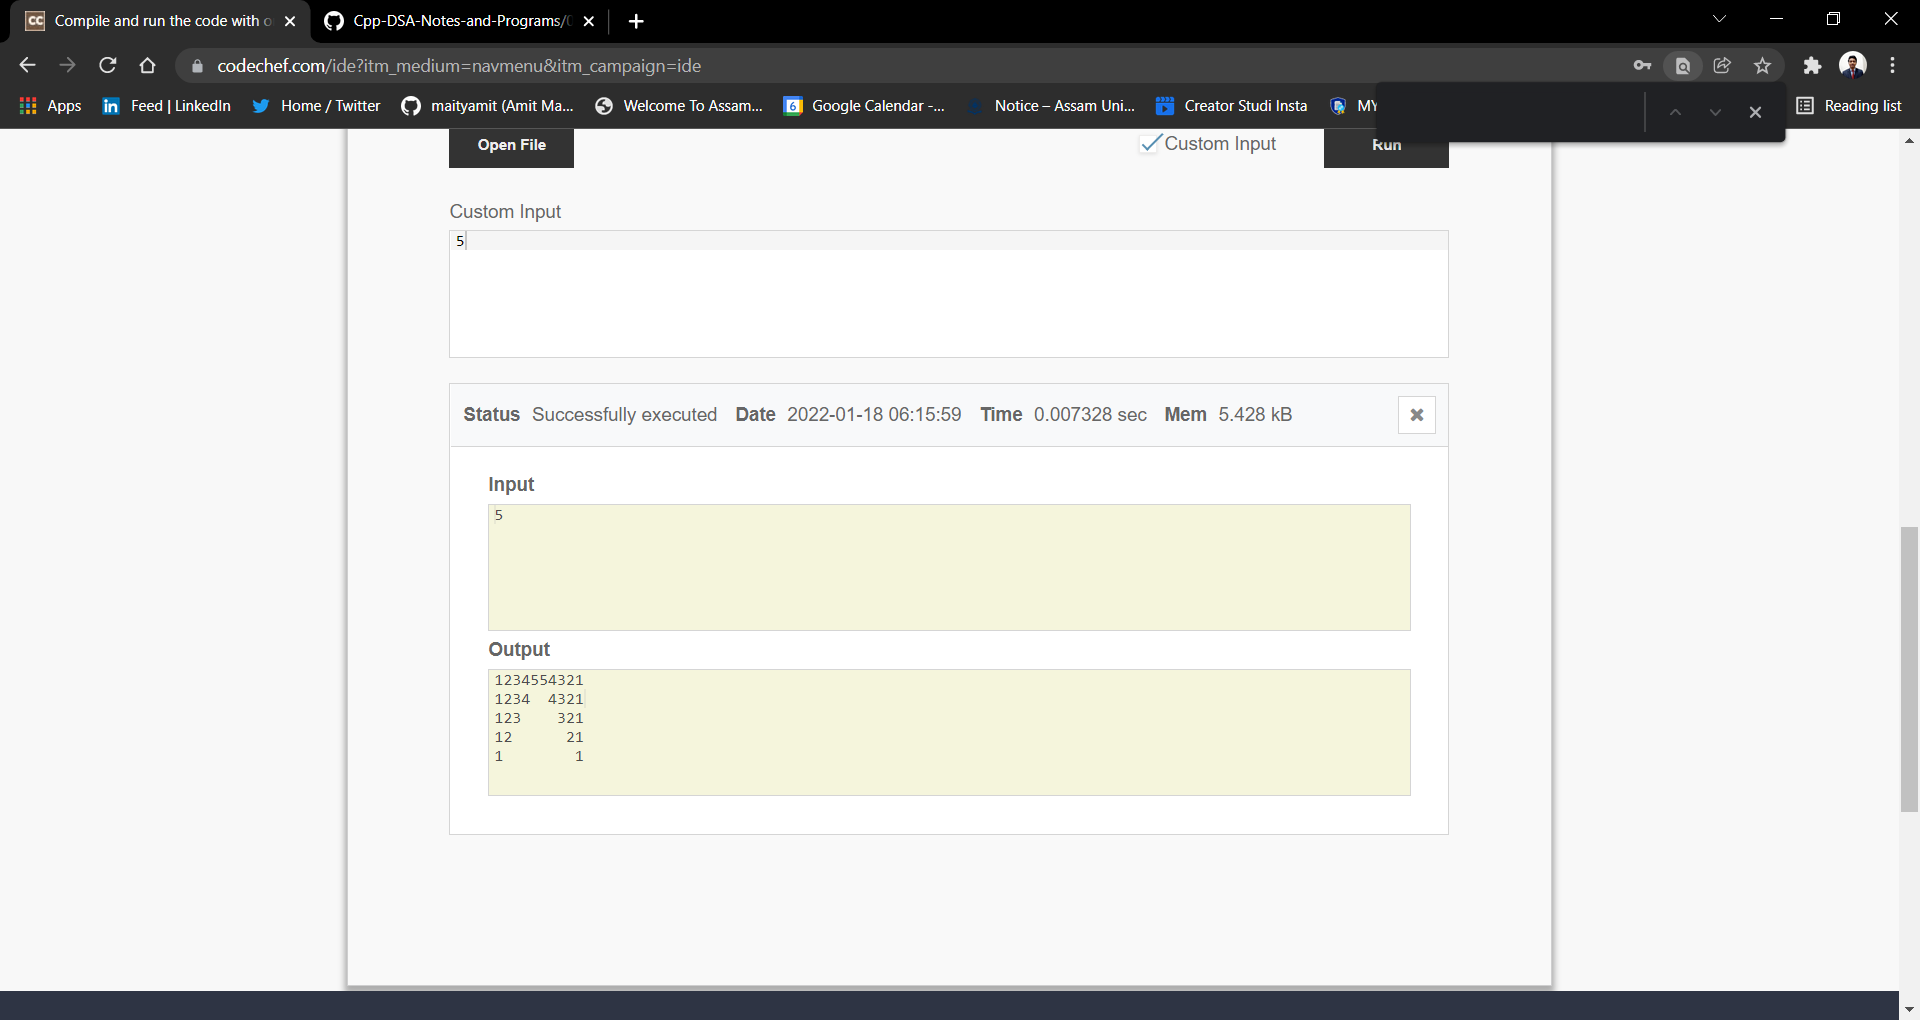 CC Compile and run the code with o
Cpp-DSA-Notes-and-Programs/
codechef.com/ide?itm_medium=navmenu&itm_campaign=ide
Apps Feed | LinkedIn Home / Twitter maityamit (Amit Ma... Welcome To Assam... 6 Google Calendar -... Notice – Assam Uni... Creator Studi Insta MY Reading list
Open File Custom Input Run
Custom Input
5
Status Successfully executed Date 2022-01-18 06:15:59 Time 0.007328 sec Mem 5.428 kB
Input
5
Output
1234554321
1234  4321
123    321
12      21
1        1